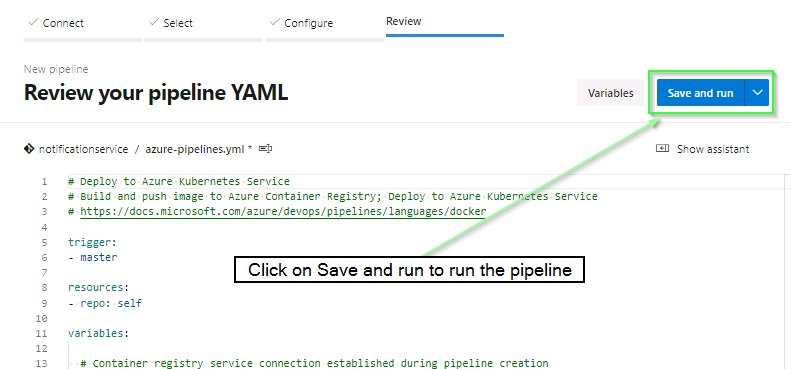 Connect Select Configure Review
New pipeline
Review your pipeline YAML Variables Save and run
notificationservice / azure-pipelines.yml * Show assistant
1 # Deploy to Azure Kubernetes Service
2 # Build and push image to Azure Container Registry; Deploy to Azure Kubernetes Service
3 # https://docs.microsoft.com/azure/devops/pipelines/languages/docker
4
5 trigger:
6 - master
7
Click on Save and run to run the pipeline
8 resources:
9 - repo: self
10
11 variables:
12
13 # Container registry service connection established during pipeline creation